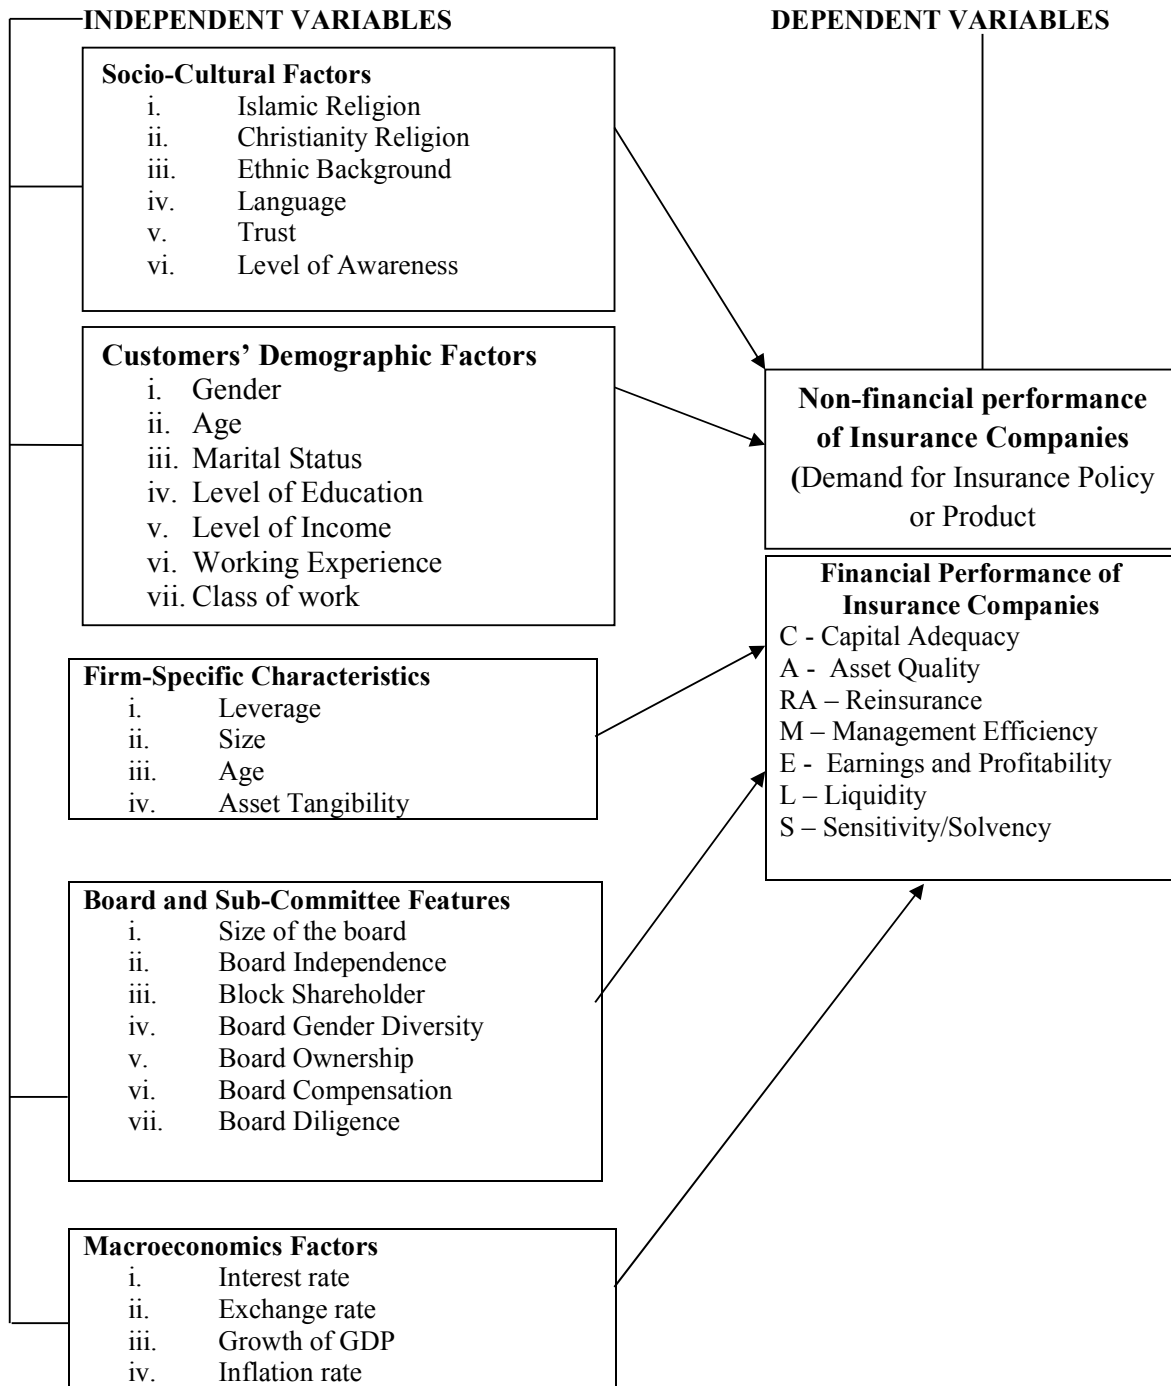 INDEPENDENT VARIABLES
DEPENDENT VARIABLES
Socio-Cultural Factors
i. Islamic Religion
ii. Christianity Religion
iii. Ethnic Background
iv. Language
v. Trust
vi. Level of Awareness
Customers’ Demographic Factors
i. Gender
ii. Age
iii. Marital Status
iv. Level of Education
v. Level of Income
vi. Working Experience
vii. Class of work
Firm-Specific Characteristics
i. Leverage
ii. Size
iii. Age
iv. Asset Tangibility
Board and Sub-Committee Features
i. Size of the board
ii. Board Independence
iii. Block Shareholder
iv. Board Gender Diversity
v. Board Ownership
vi. Board Compensation
vii. Board Diligence
Macroeconomics Factors
i. Interest rate
ii. Exchange rate
iii. Growth of GDP
iv. Inflation rate
Non-financial performance
of Insurance Companies
(Demand for Insurance Policy
or Product
Financial Performance of
Insurance Companies
C - Capital Adequacy
A - Asset Quality
RA – Reinsurance
M – Management Efficiency
E - Earnings and Profitability
L – Liquidity
S – Sensitivity/Solvency